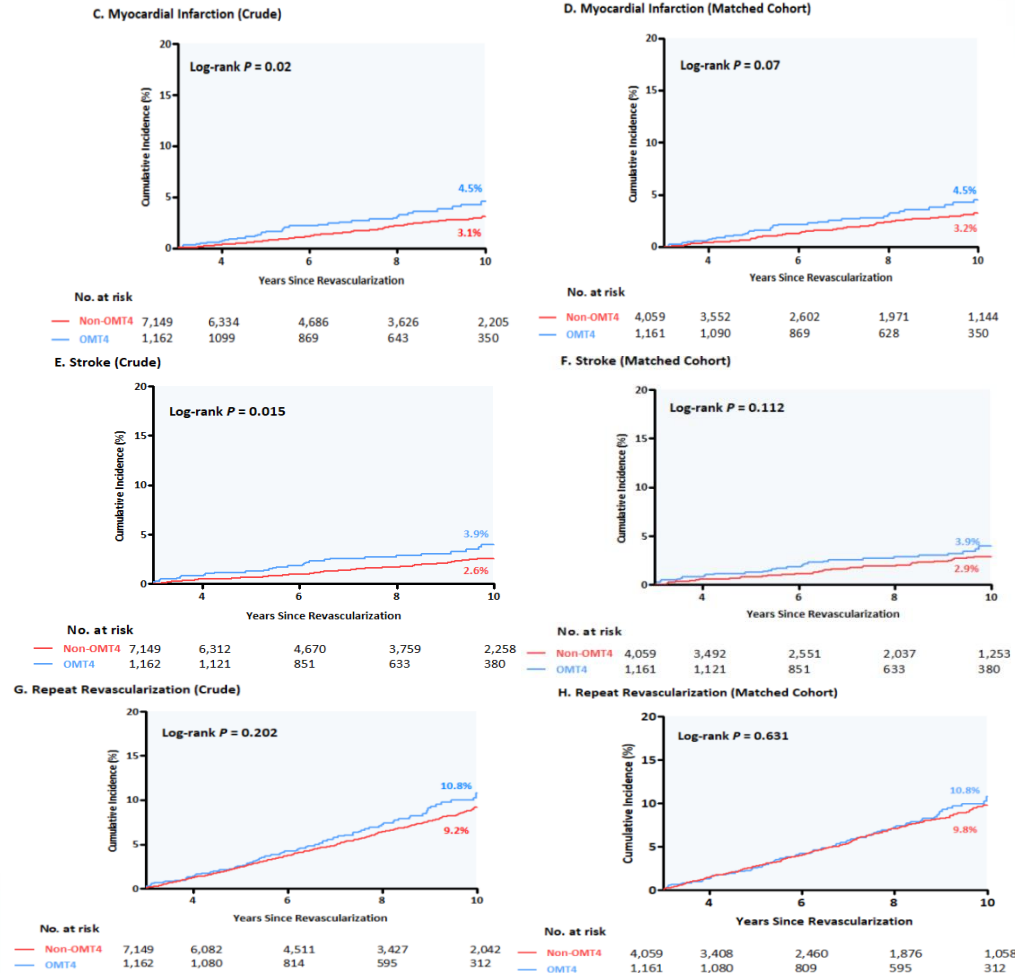 C. Myocardial Infarction (Crude)
20
15
10
5
0
Cumulative Incidence (%)
Log-rank P = 0.02
4.5%
3.1%
4 6 8 10
Years Since Revascularization
No. at risk
Non-OMT4 7,149 6,334 4,686 3,626 2,205
OMT4 1,162 1099 869 643 350
D. Myocardial Infarction (Matched Cohort)
20
15
10
5
0
Cumulative Incidence (%)
Log-rank P = 0.07
4.5%
3.2%
4 6 8 10
Years Since Revascularization
No. at risk
Non-OMT4 4,059 3,552 2,602 1,971 1,144
OMT4 1,161 1,090 869 628 350
E. Stroke (Crude)
20
15
10
5
0
Cumulative Incidence (%)
Log-rank P = 0.015
3.9%
2.6%
4 6 8 10
Years Since Revascularization
No. at risk
Non-OMT4 7,149 6,312 4,670 3,759 2,258
OMT4 1,162 1,121 851 633 380
F. Stroke (Matched Cohort)
20
15
10
5
0
Cumulative Incidence (%)
Log-rank P = 0.112
3.9%
2.9%
4 6 8 10
Years Since Revascularization
No. at risk
Non-OMT4 4,059 3,492 2,551 2,037 1,253
OMT4 1,161 1,121 851 633 380
G. Repeat Revascularization (Crude)
20
15
10
5
0
Cumulative Incidence (%)
Log-rank P = 0.202
10.8%
9.2%
4 6 8 10
Years Since Revascularization
No. at risk
Non-OMT4 7,149 6,082 4,511 3,427 2,042
OMT4 1,162 1,080 814 595 312
H. Repeat Revascularization (Matched Cohort)
20
15
10
5
0
Cumulative Incidence (%)
Log-rank P = 0.631
10.8%
9.8%
4 6 8 10
Years Since Revascularization
No. at risk
Non-OMT4 4,059 3,408 2,460 1,876 1,058
OMT4 1,161 1,080 809 591 312